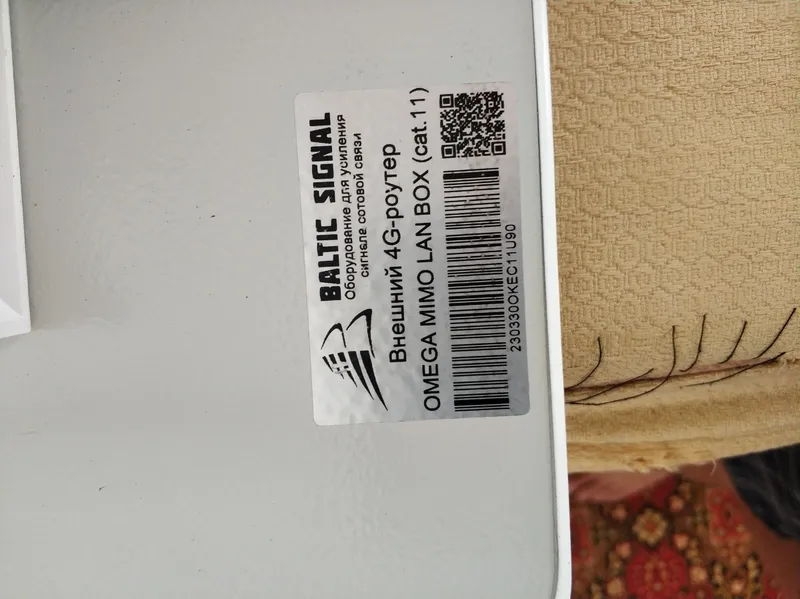 BALTIC SIGNAL
Оборудование для усиления
сигнала сотовой связи
Внешний 4G-роутер
OMEGA MIMO LAN BOX (cat.11)
230330OKEC11U90